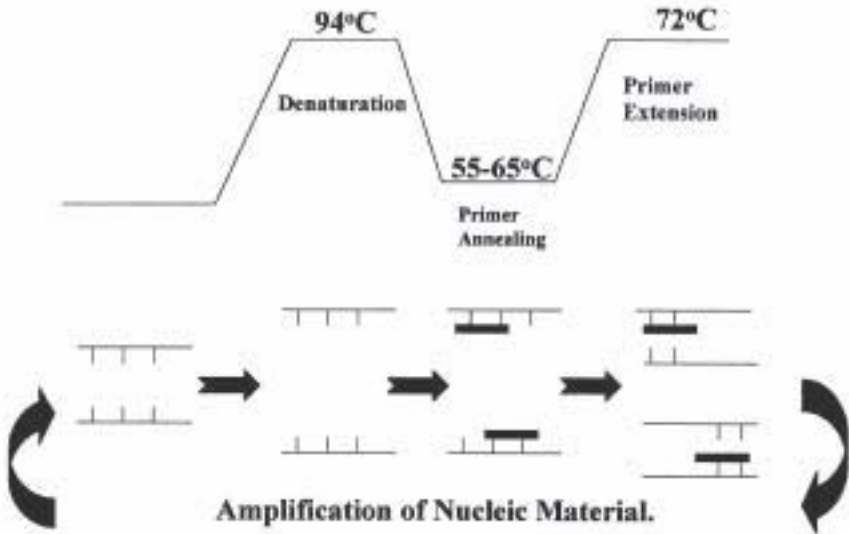 94°C
Denaturation
55-65°C
Primer
Annealing
72°C
Primer
Extension
Amplification of Nucleic Material.